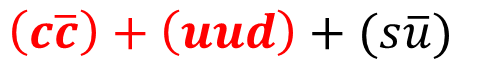 (cc̄) + (uud) + (sū)